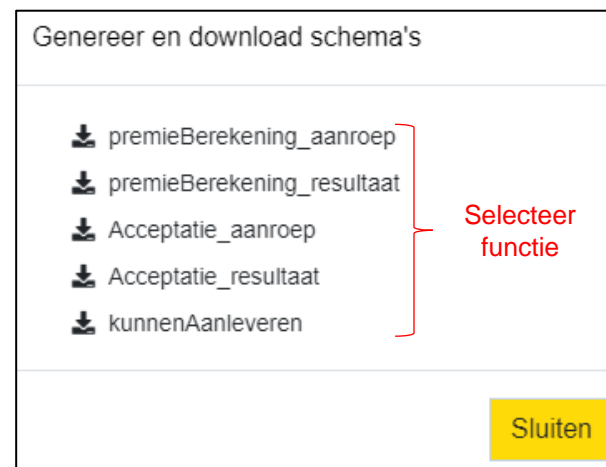 Genereer en download schema's
premieBerekening_aanroep
premieBerekening_resultaat
Acceptatie_aanroep
Acceptatie_resultaat
kunnenAanleveren
Selecteer
functie
Sluiten